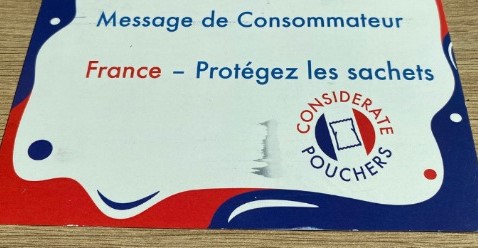 Message de Consommateur
France – Protégez les sachets
CONSIDERATE
POUCHERS